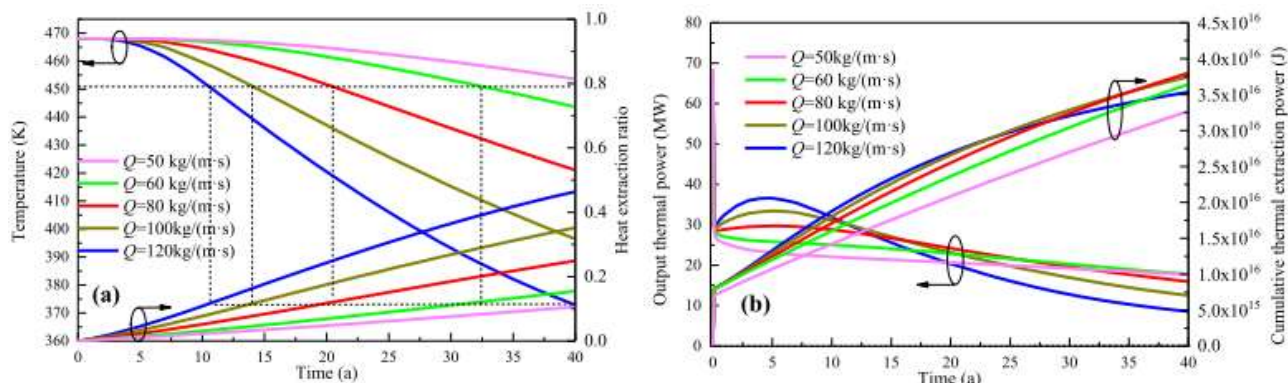 470
460
450
440
430
420
410
400
390
380
370
360
Temperature (K)
Q=50 kg/(m·s)
Q=60 kg/(m·s)
Q=80 kg/(m·s)
Q=100kg/(m·s)
Q=120kg/(m·s)
(a)
0 5 10 15 20 25 30 35 40
Time (a)
1.0
0.8
0.6
0.4
0.2
0.0
Heat extraction ratio
80
70
60
50
40
30
20
10
0
Output thermal power (MW)
Q=50kg/(m·s)
Q=60 kg/(m·s)
Q=80 kg/(m·s)
Q=100kg/(m·s)
Q=120kg/(m·s)
(b)
0 5 10 15 20 25 30 35 40
Time (a)
4.5x10¹⁶
4.0x10¹⁶
3.5x10¹⁶
3.0x10¹⁶
2.5x10¹⁶
2.0x10¹⁶
1.5x10¹⁶
1.0x10¹⁶
5.0x10¹⁵
0.0
Cumulative thermal extraction power (J)